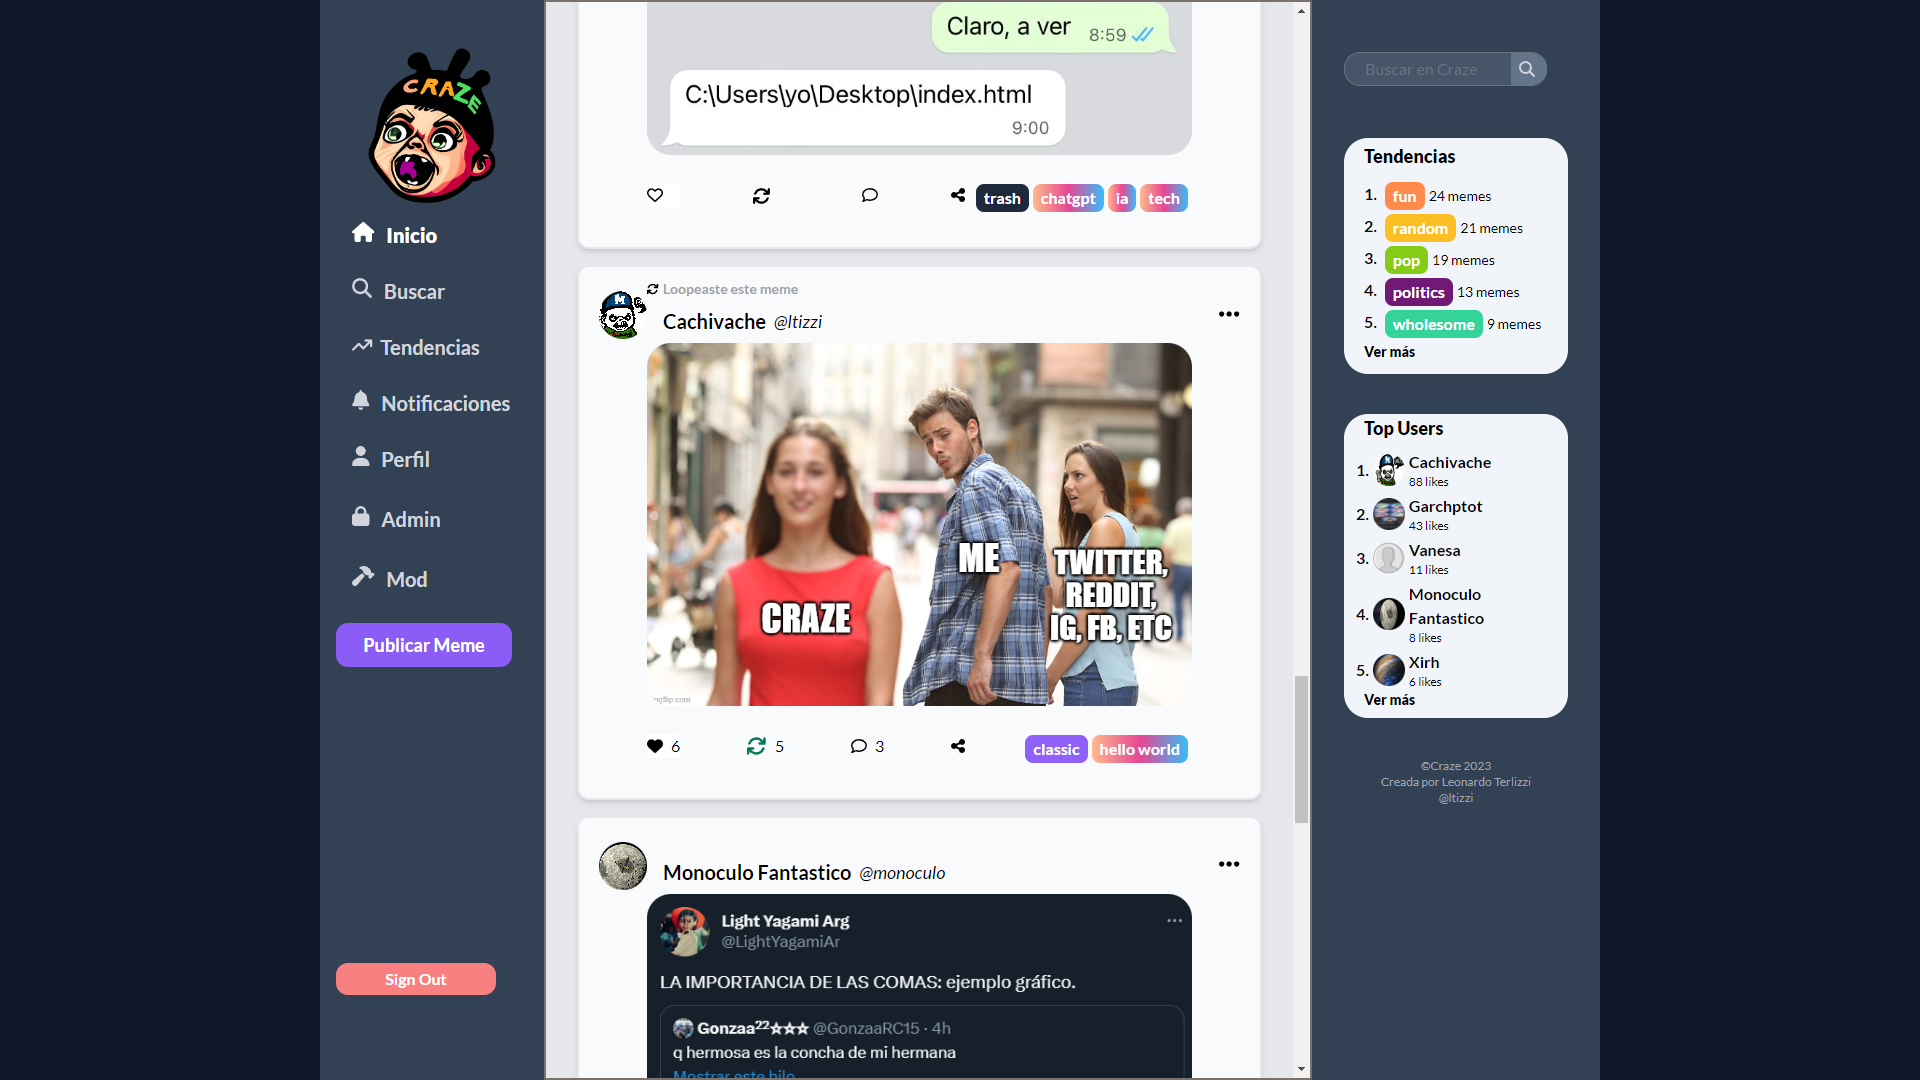 CRAZE
Inicio
Buscar
Tendencias
Notificaciones
Perfil
Admin
Mod
Publicar Meme
Sign Out
Claro, a ver 8:59
C:\Users\yo\Desktop\index.html
9:00
trash chatgpt ia tech
Loopeaste este meme
Cachivache @ltizzi
ME
TWITTER,
REDDIT,
IG, FB, ETC
CRAZE
imgflip.com
6 5 3 classic hello world
Monoculo Fantastico @monoculo
Light Yagami Arg
@LightYagamiAr
LA IMPORTANCIA DE LAS COMAS: ejemplo gráfico.
Gonzaa²²★★★ @GonzaaRC15 · 4h
q hermosa es la concha de mi hermana
Mostrar este hilo
Buscar en Craze
Tendencias
1. fun 24 memes
2. random 21 memes
3. pop 19 memes
4. politics 13 memes
5. wholesome 9 memes
Ver más
Top Users
1. Cachivache
88 likes
2. Garchptot
43 likes
3. Vanesa
11 likes
4. Monoculo
Fantastico
8 likes
5. Xirh
6 likes
Ver más
©Craze 2023
Creada por Leonardo Terlizzi
@ltizzi